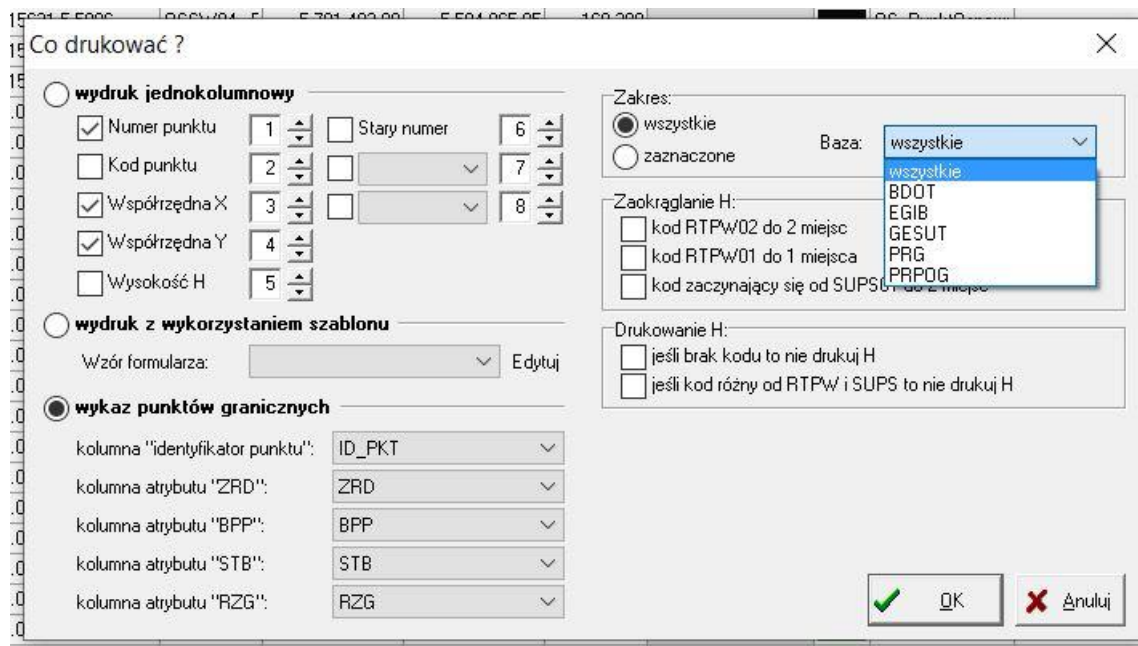 Co drukować ?
wydruk jednokolumnowy
Numer punktu 1 Stary numer 6
Kod punktu 2 7
Współrzędna X 3 8
Współrzędna Y 4
Wysokość H 5
wydruk z wykorzystaniem szablonu
Wzór formularza: Edytuj
wykaz punktów granicznych
kolumna "identyfikator punktu": ID_PKT
kolumna atrybutu "ZRD": ZRD
kolumna atrybutu "BPP": BPP
kolumna atrybutu "STB": STB
kolumna atrybutu "RZG": RZG
Zakres:
wszystkie
zaznaczone
Baza: wszystkie
wszystkie
BDOT
EGIB
GESUT
PRG
PRPOG
Zaokrąglanie H:
kod RTPW02 do 2 miejsc
kod RTPW01 do 1 miejsca
kod zaczynający się od
Drukowanie H:
jeśli brak kodu to nie drukuj H
jeśli kod różny od RTPW i SUPS to nie drukuj H
OK
Anuluj